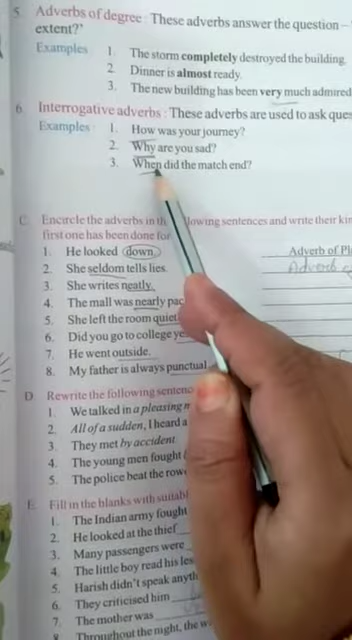 5. Adverbs of degree : These adverbs answer the question –
extent?'
Examples 1. The storm completely destroyed the building.
2. Dinner is almost ready.
3. The new building has been very much admired
6. Interrogative adverbs : These adverbs are used to ask ques
Examples 1. How was your journey?
2. Why are you sad?
3. When did the match end?
C. Encircle the adverbs in th lowing sentences and write their kin
first one has been done for
1. He looked down. Adverb of Pl
2. She seldom tells lies. Adverb
3. She writes neatly.
4. The mall was nearly pac
5. She left the room quiet
6. Did you go to college ye
7. He went outside.
8. My father is always punctual
D. Rewrite the following sentenc
1. We talked in a pleasing m
2. All of a sudden, I heard a
3. They met by accident.
4. The young men fought
5. The police beat the row
E. Fill in the blanks with suitabl
1. The Indian army fought
2. He looked at the thief
3. Many passengers were
4. The little boy read his les
5. Harish didn't speak anyth
6. They criticised him
7. The mother was
8. Throughout the night, the w